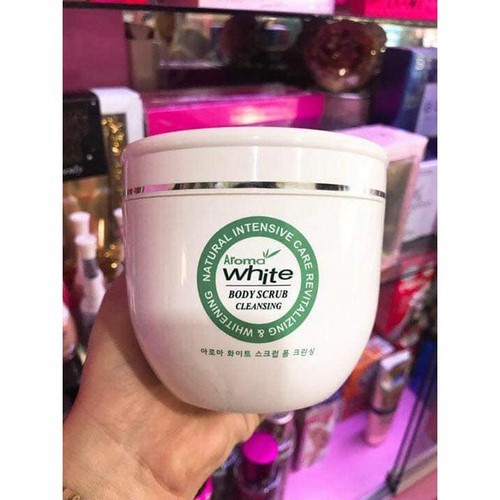 NATURAL INTENSIVE CARE REVITALIZING & WHITENING
Aroma
White
BODY SCRUB
CLEANSING
아로마 화이트 스크럽 폼 크린싱